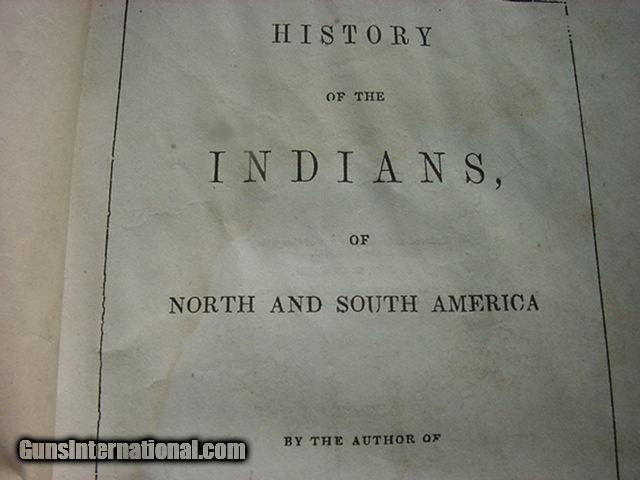 HISTORY
OF THE
INDIANS,
OF
NORTH AND SOUTH AMERICA
BY THE AUTHOR OF
GunsInternational.com